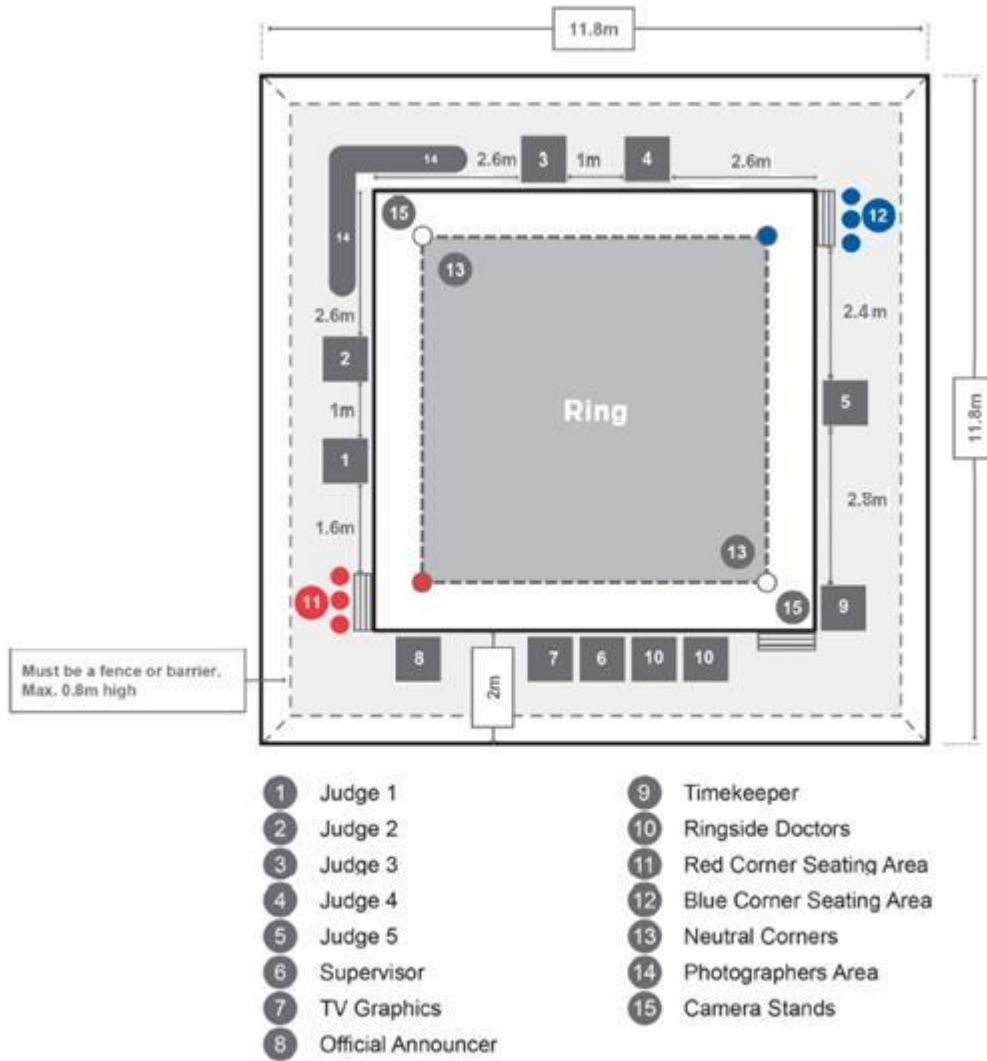 11.8m
14
2.6m
3
1m
4
2.6m
15
12
14
13
2.6m
2.4m
2
Ring
5
11.8m
1m
1
2.8m
1.6m
13
11
15
9
8
7
6
10
10
Must be a fence or barrier.
Max. 0.8m high
2m
1 Judge 1
2 Judge 2
3 Judge 3
4 Judge 4
5 Judge 5
6 Supervisor
7 TV Graphics
8 Official Announcer
9 Timekeeper
10 Ringside Doctors
11 Red Corner Seating Area
12 Blue Corner Seating Area
13 Neutral Corners
14 Photographers Area
15 Camera Stands